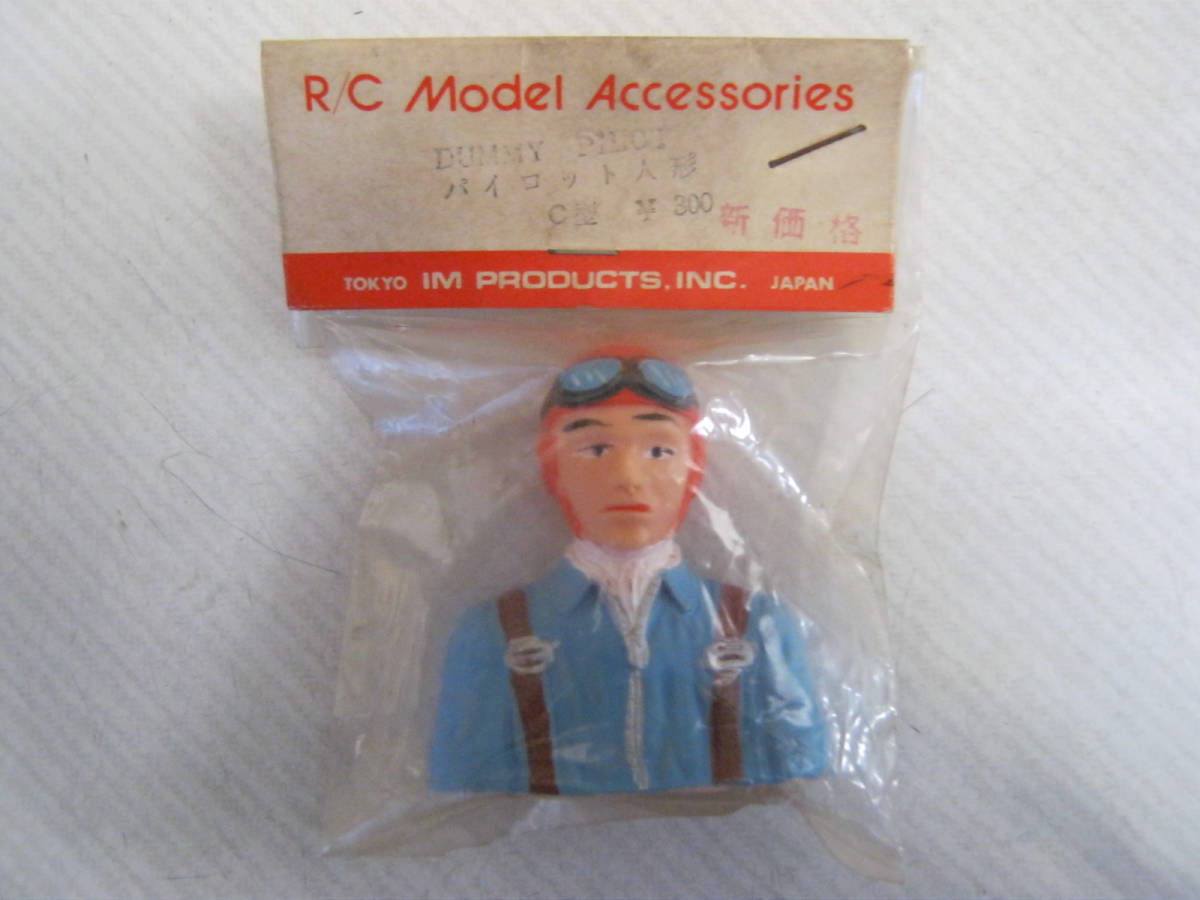 R/C Model Accessories
DUMMY PILOT
パイロット人形
C型 ¥300 新価格
TOKYO IM PRODUCTS, INC. JAPAN